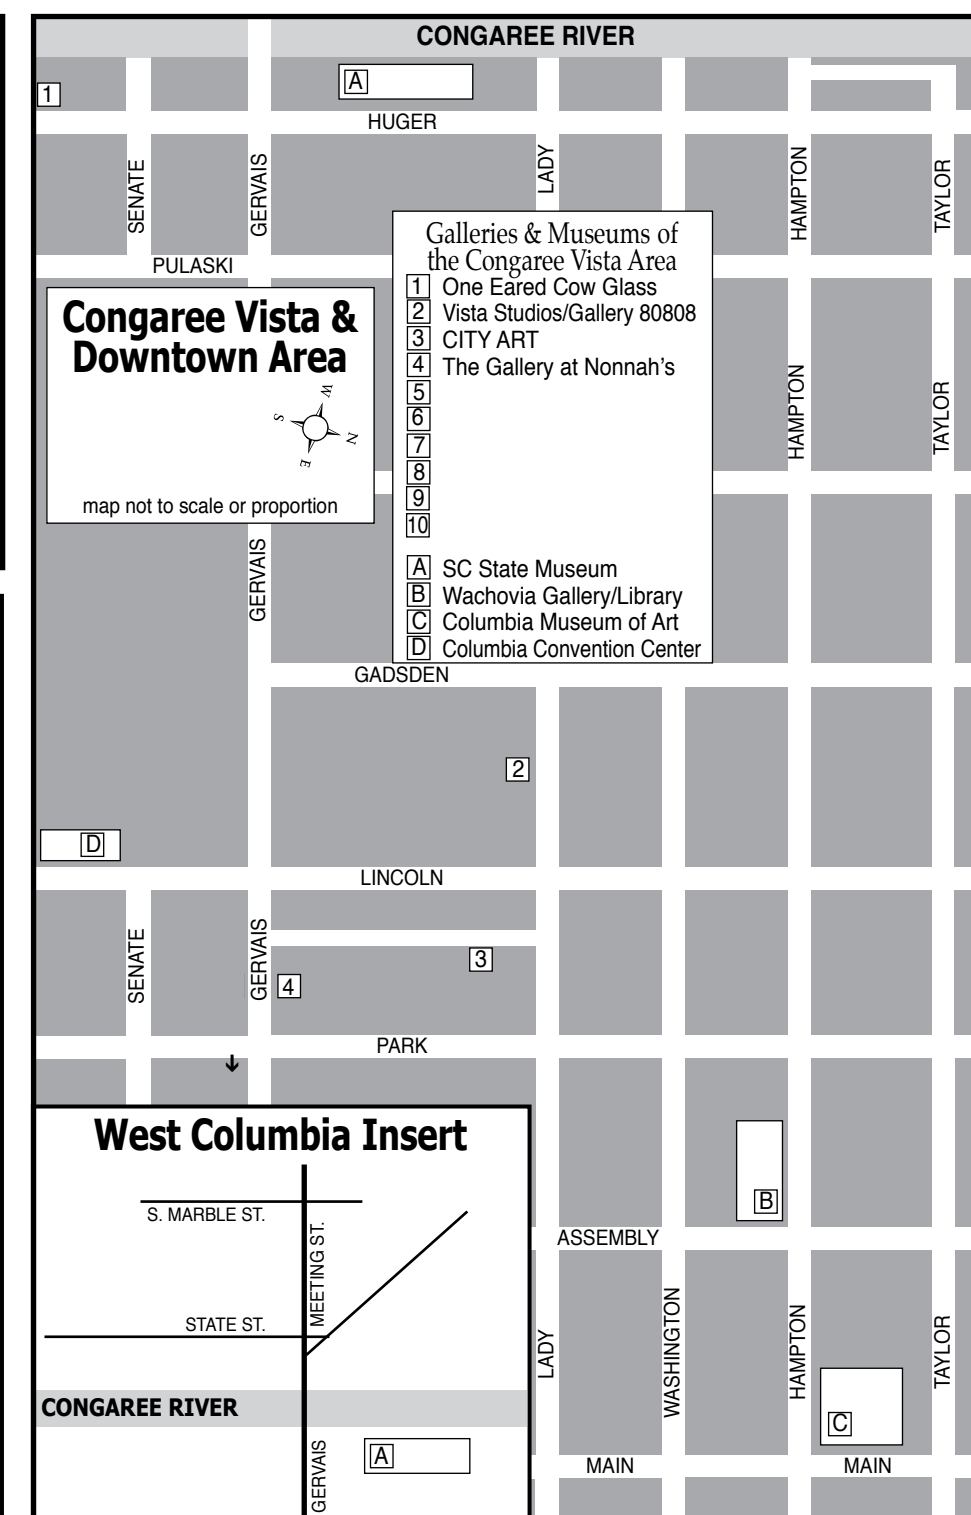 CONGAREE RIVER
1
A
HUGER
SENATE
GERVAIS
LADY
HAMPTON
TAYLOR
PULASKI
Galleries & Museums of
the Congaree Vista Area
1 One Eared Cow Glass
2 Vista Studios/Gallery 80808
3 CITY ART
4 The Gallery at Nonnah's
5
6
7
8
9
10
A SC State Museum
B Wachovia Gallery/Library
C Columbia Museum of Art
D Columbia Convention Center
Congaree Vista &
Downtown Area
W
S
N
E
map not to scale or proportion
HAMPTON
TAYLOR
GERVAIS
GADSDEN
2
D
LINCOLN
SENATE
GERVAIS
3
4
PARK
West Columbia Insert
S. MARBLE ST.
MEETING ST.
STATE ST.
CONGAREE RIVER
GERVAIS
A
B
ASSEMBLY
LADY
WASHINGTON
HAMPTON
TAYLOR
C
MAIN
MAIN